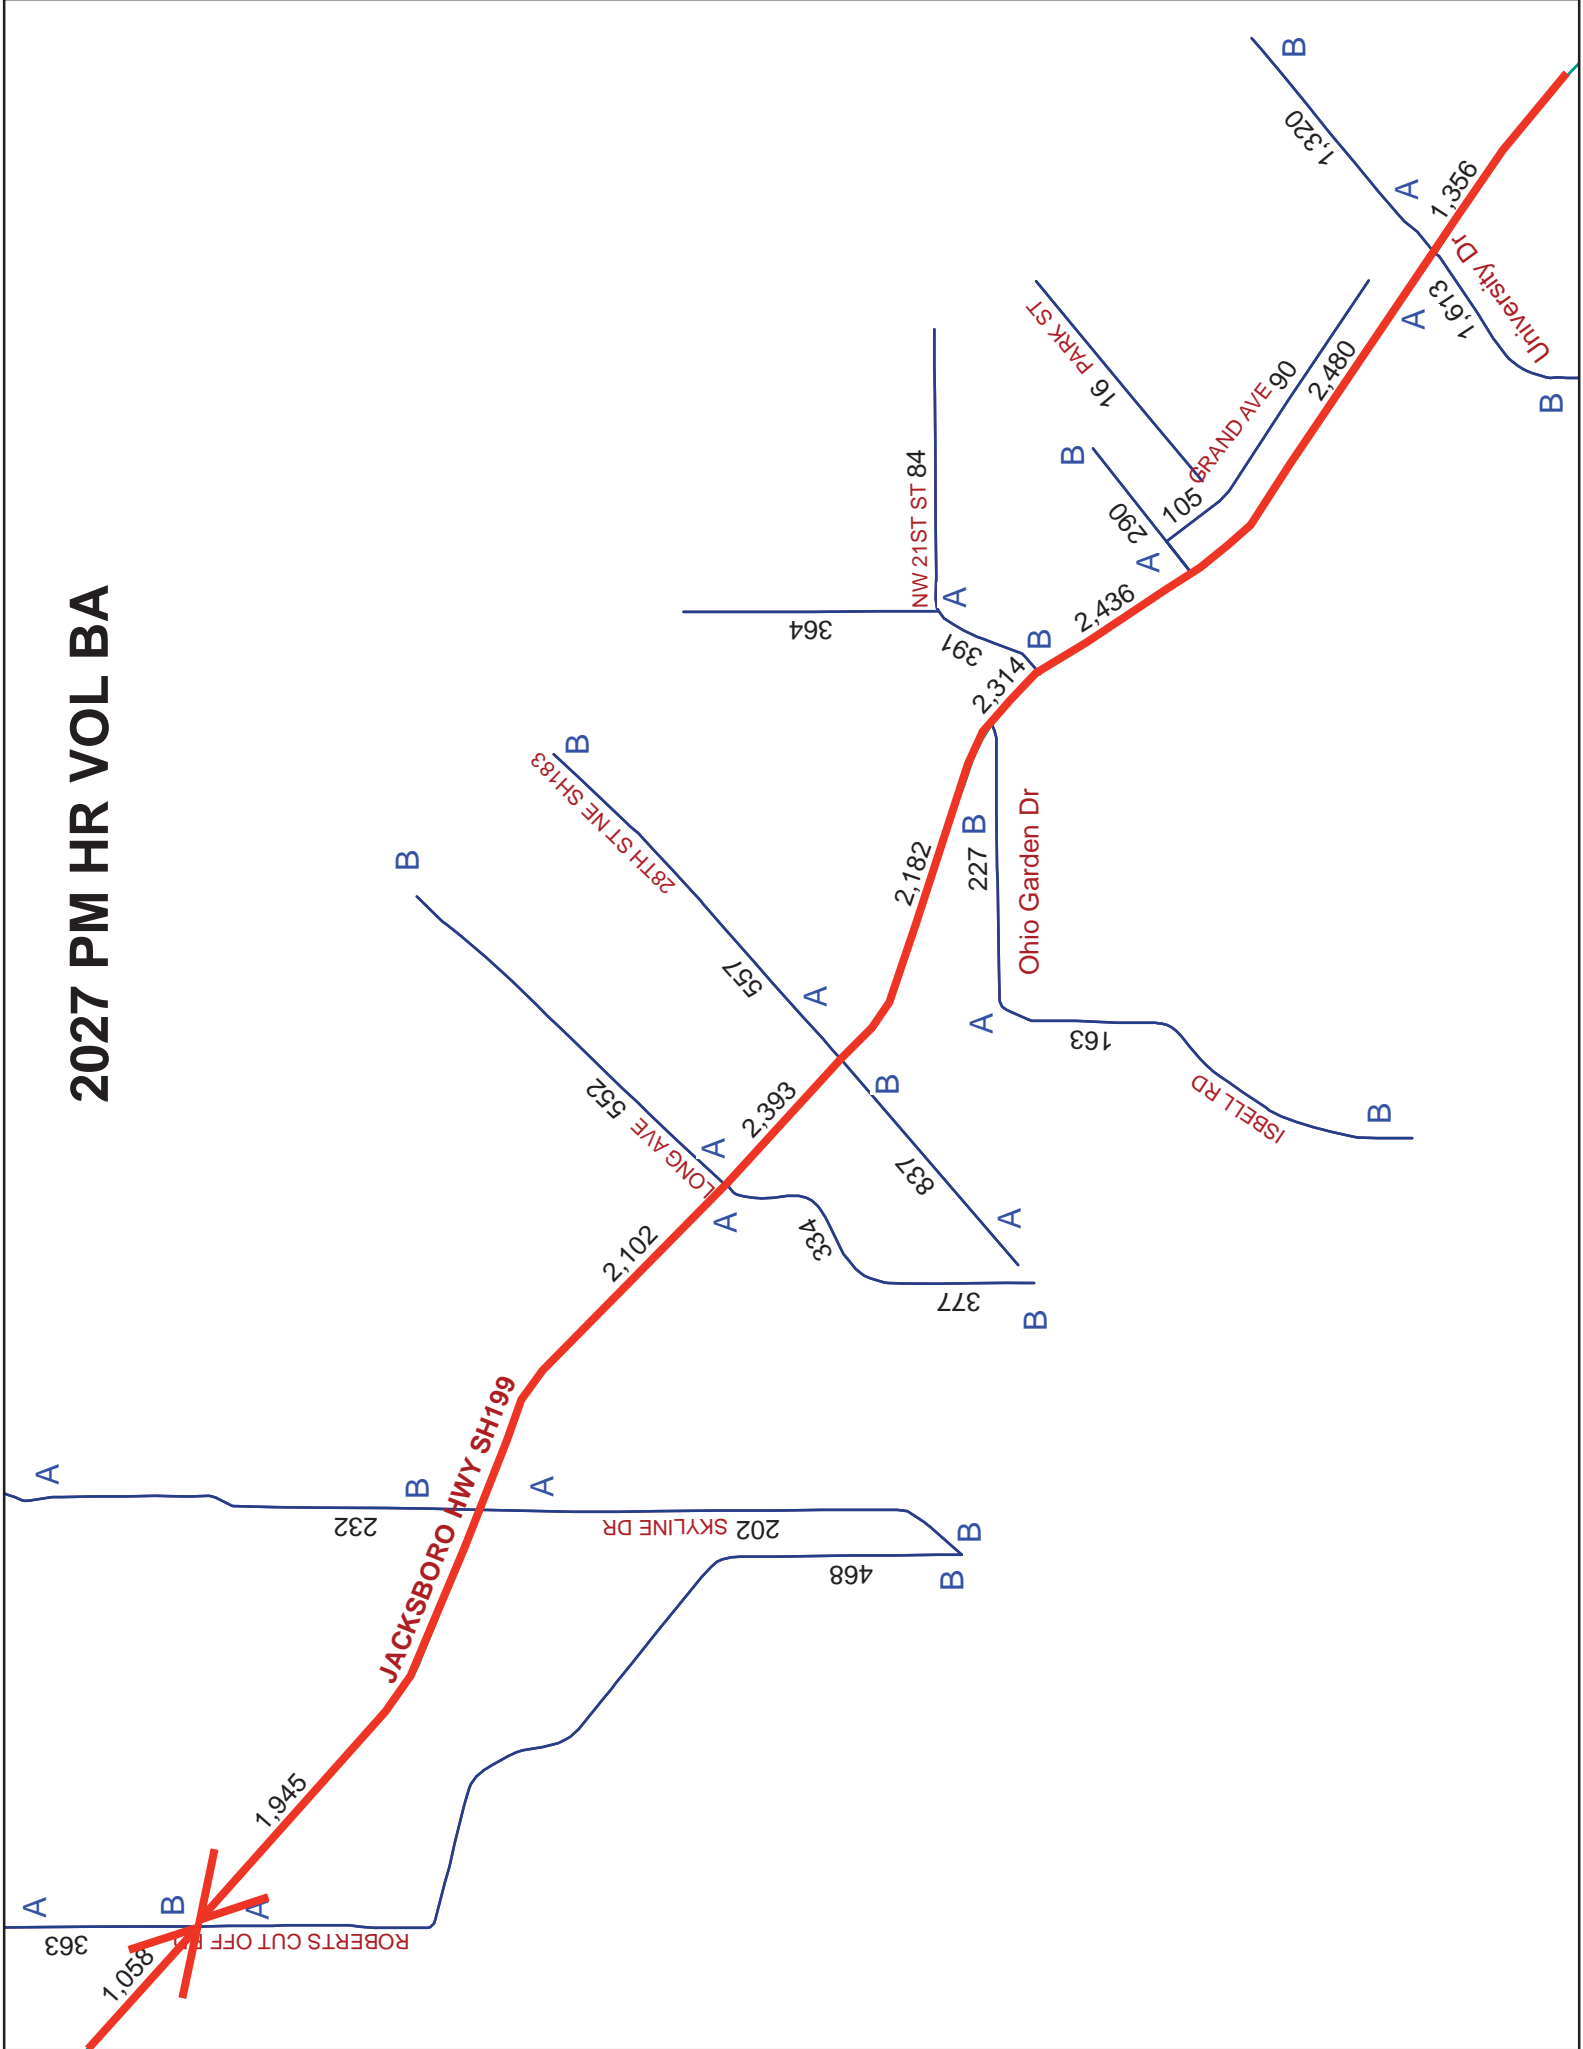 2027 PM HR VOL BA
B
1,320
A
1,356
University Dr
1,613
A
B
PARK ST
16
GRAND AVE 90
2,480
B
290
105
A
NW 21ST ST 84
A
364
391
B
2,436
2,314
B
28TH ST NE SH183
B
2,182
B
227
Ohio Garden Dr
557
A
A
163
ISBELL RD
B
552
LONG AVE
A
2,393
B
837
A
A
334
377
B
2,102
JACKSBORO HWY SH199
A
B
A
232
SKYLINE DR 202
B
B
468
1,945
A
B
A
363
ROBERTS CUT OFF
1,058